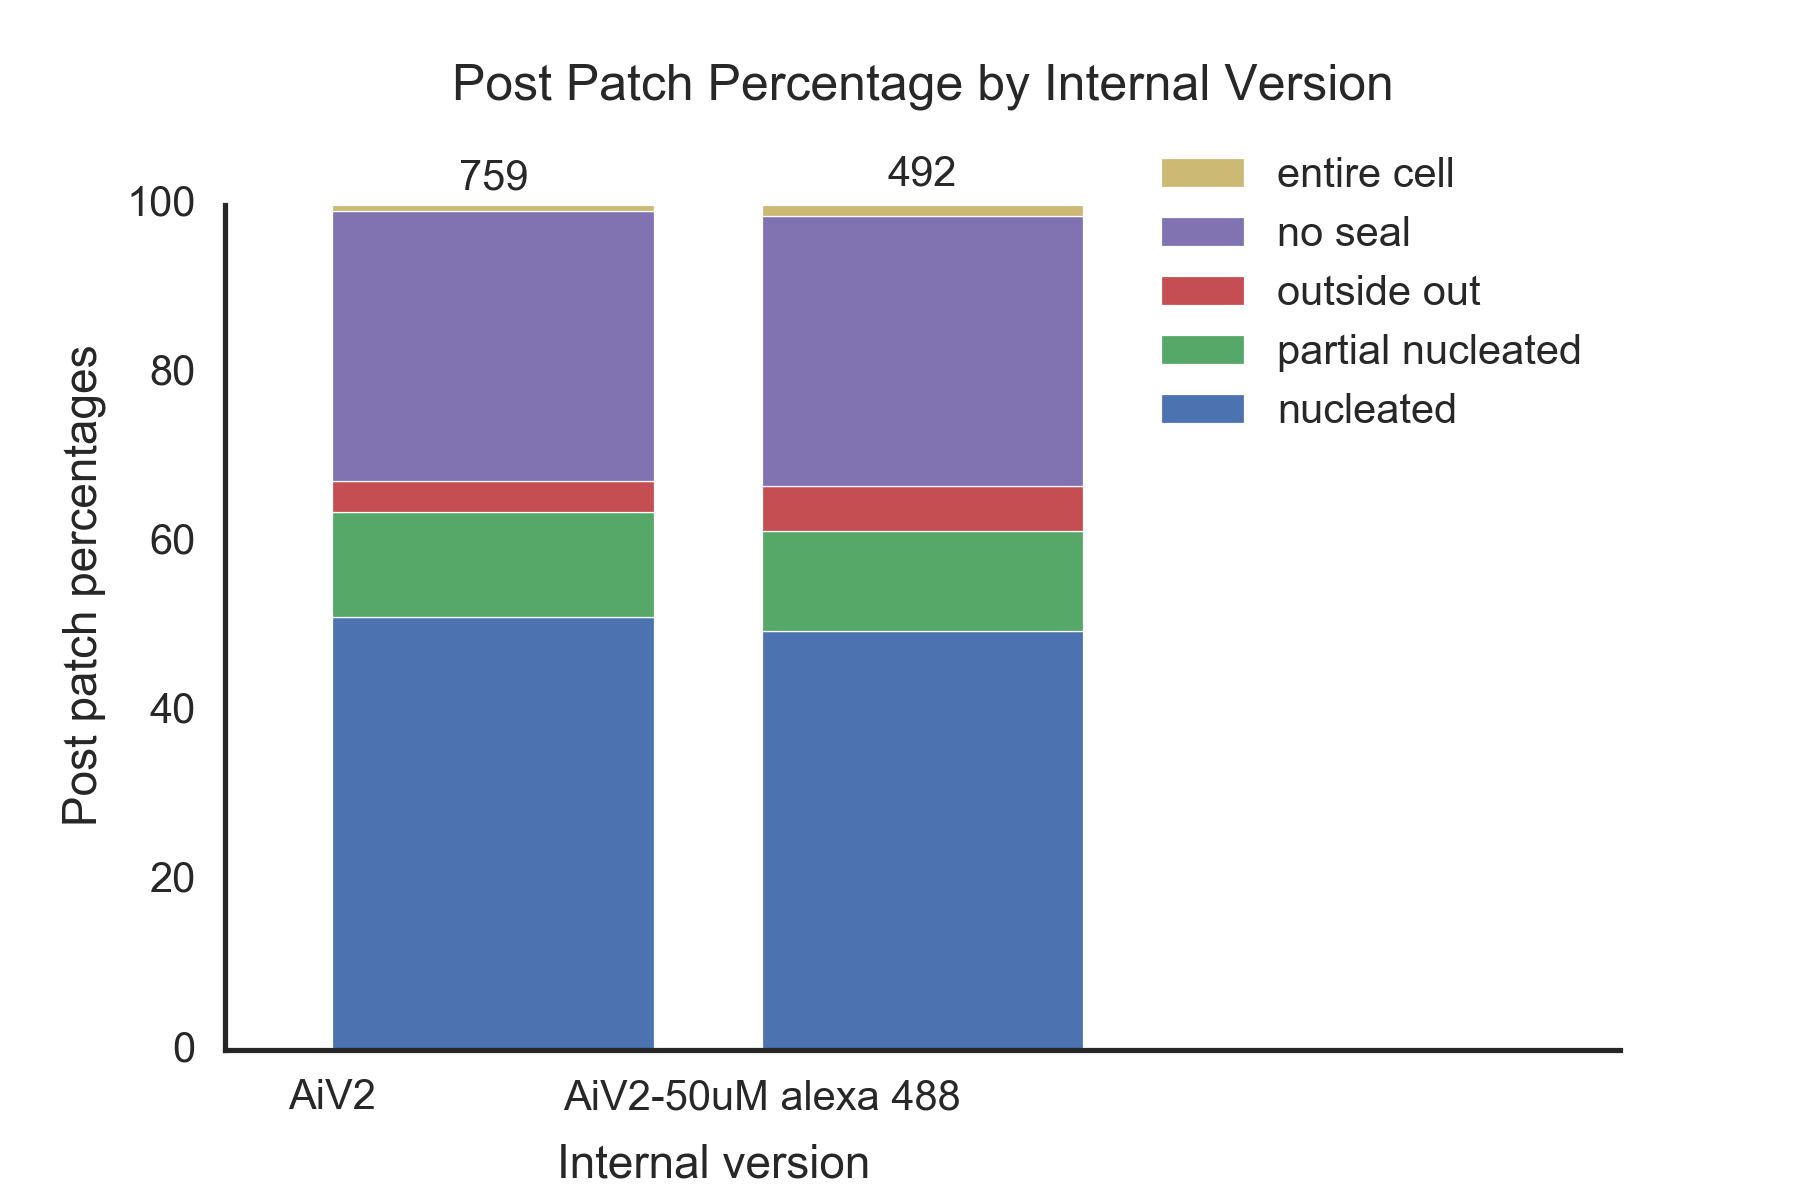 Post Patch Percentage by Internal Version
759
492
entire cell
no seal
outside out
partial nucleated
nucleated
Post patch percentages
100
80
60
40
20
0
AiV2
AiV2-50uM alexa 488
Internal version